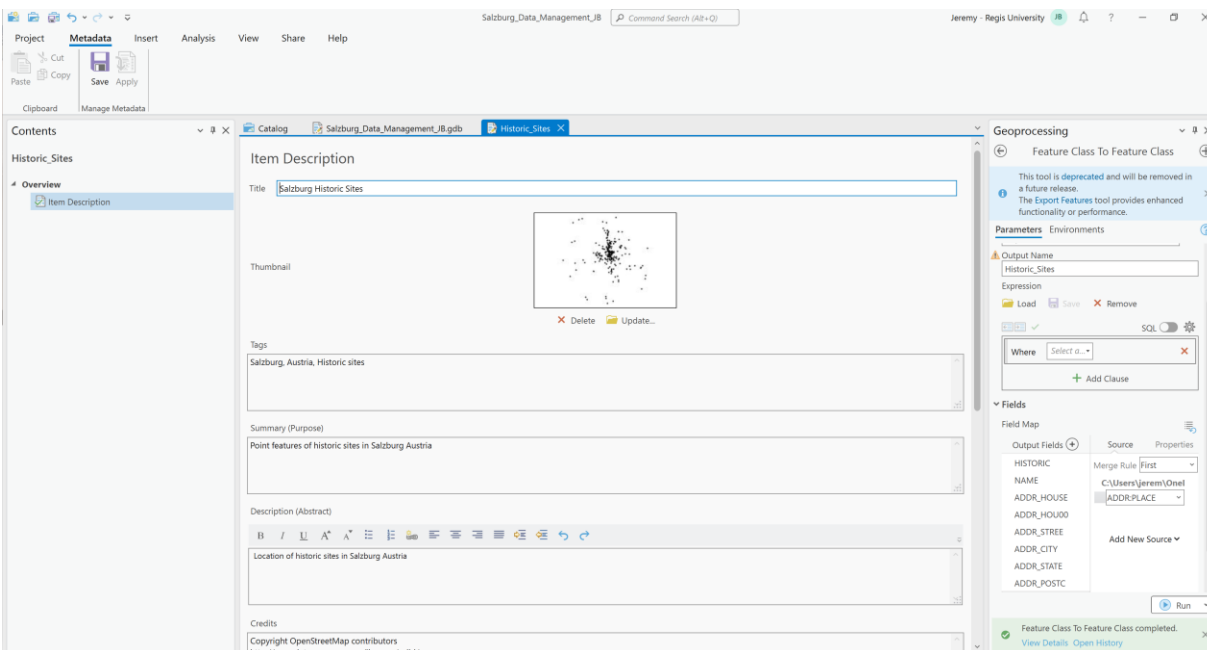 Salzburg_Data_Management_JB
Command Search (Alt+Q)
Jeremy - Regis University JB ?
Project Metadata Insert Analysis View Share Help
Paste
Cut
Copy
Save Apply
Clipboard Manage Metadata
Contents
Historic_Sites
Overview
Item Description
Catalog Salzburg_Data_Management_JB.gdb Historic_Sites
Item Description
Title Salzburg Historic Sites
Thumbnail
Delete Update...
Tags
Salzburg, Austria, Historic sites
Summary (Purpose)
Point features of historic sites in Salzburg Austria
Description (Abstract)
B I U A A
Location of historic sites in Salzburg Austria
Credits
Copyright OpenStreetMap contributors
Geoprocessing
Feature Class To Feature Class
This tool is deprecated and will be removed in
a future release.
The Export Features tool provides enhanced
functionality or performance.
Parameters Environments
Output Name
Historic_Sites
Expression
Load Save Remove
SQL
Where Select a...
Add Clause
Fields
Field Map
Output Fields Source Properties
HISTORIC
NAME
ADDR_HOUSE
ADDR_HOU00
ADDR_STREE
ADDR_CITY
ADDR_STATE
ADDR_POSTC
Merge Rule First
C:\Users\jerem\Onel
ADDR:PLACE
Add New Source
Run
Feature Class To Feature Class completed.
View Details Open History